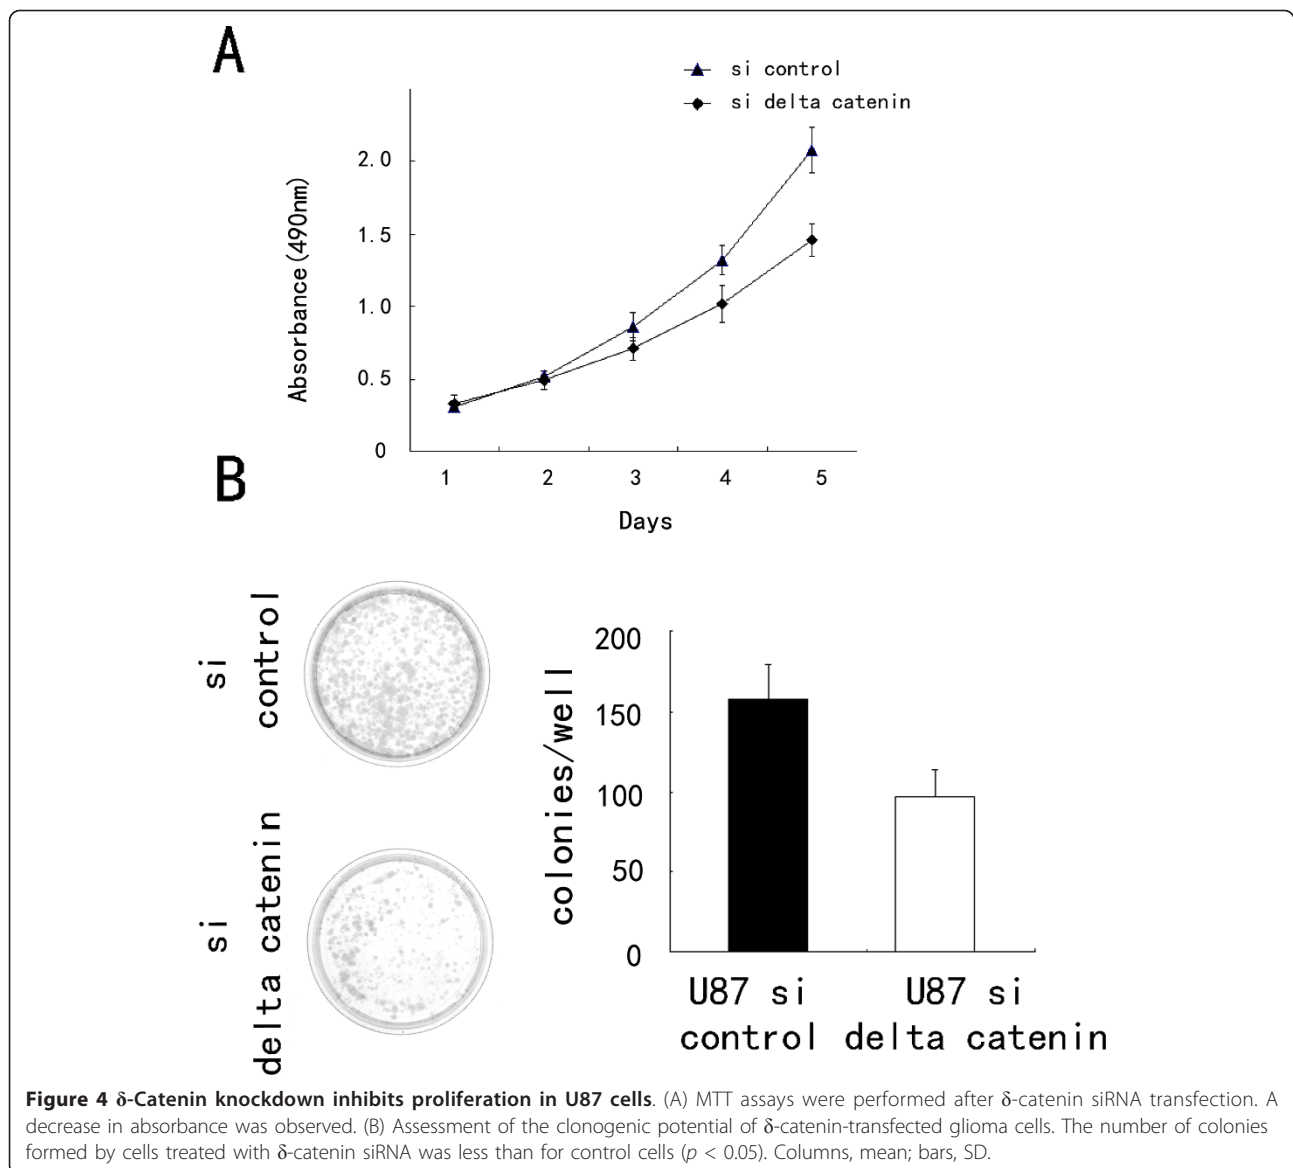 A
si control
si delta catenin
Absorbance(490nm)
2.0
1.5
1.0
0.5
0
1 2 3 4 5
Days
B
si
control
si
delta catenin
colonies/well
200
150
100
50
0
U87 si U87 si
control delta catenin
Figure 4 δ-Catenin knockdown inhibits proliferation in U87 cells. (A) MTT assays were performed after δ-catenin siRNA transfection. A
decrease in absorbance was observed. (B) Assessment of the clonogenic potential of δ-catenin-transfected glioma cells. The number of colonies
formed by cells treated with δ-catenin siRNA was less than for control cells (p < 0.05). Columns, mean; bars, SD.